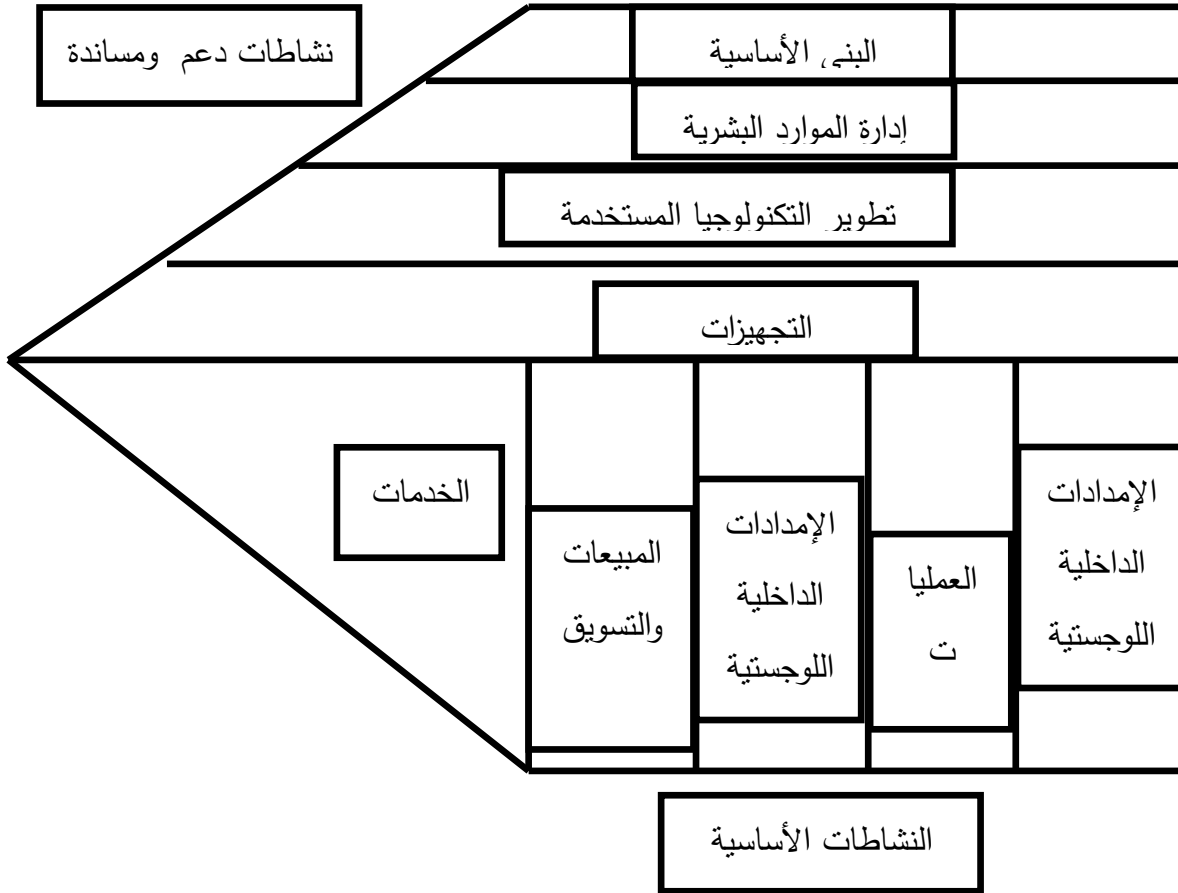 نشاطات دعم ومساندة
البنى الأساسية
إدارة الموارد البشرية
تطوير التكنولوجيا المستخدمة
التجهيزات
الإمدادات
الداخلية
اللوجستية
العمليا
ت
الإمدادات
الداخلية
اللوجستية
المبيعات
والتسويق
الخدمات
النشاطات الأساسية